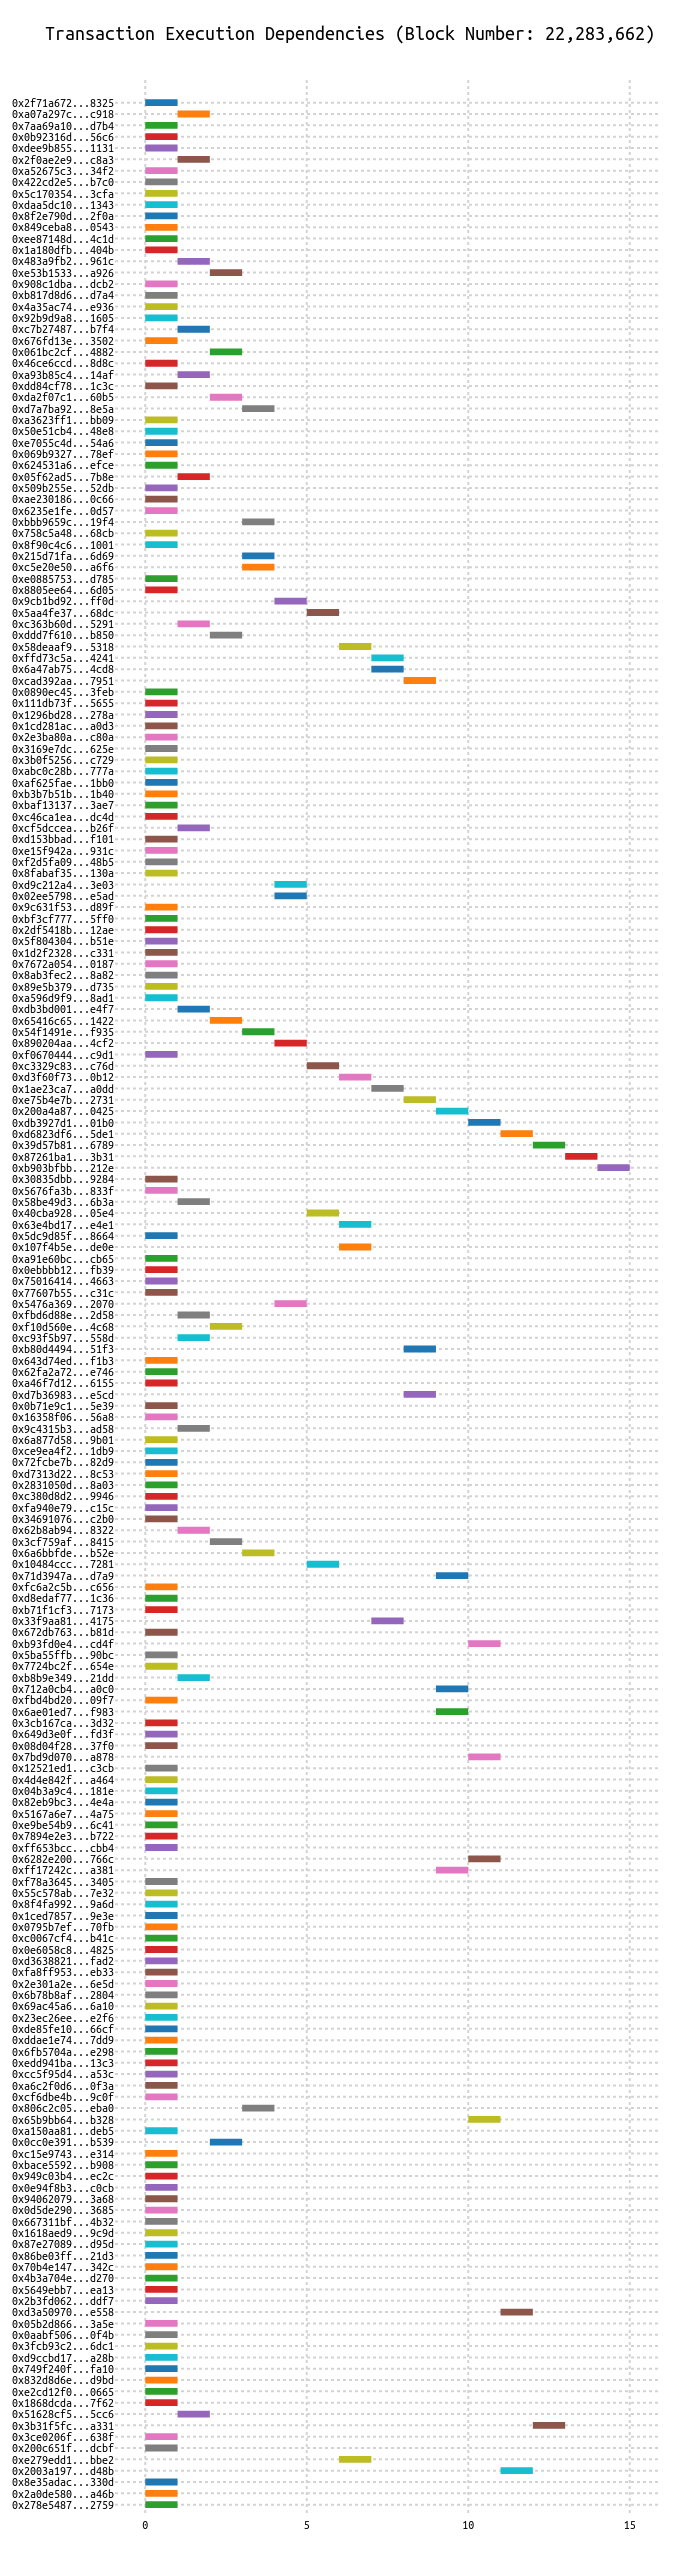 Transaction Execution Dependencies (Block Number: 22,283,662)
0x2f71a672...8325
0xa07a297c...c918
0x7aa69a10...d7b4
0x0b92316d...56c6
0xdee9b855...1131
0x2f0ae2e9...c8a3
0xa52675c3...34f2
0x422cd2e5...b7c0
0x5c170354...3cfa
0xdaa5dc10...1343
0x8f2e790d...2f0a
0x849ceba8...0543
0xee87148d...4c1d
0x1a180dfb...404b
0x483a9fb2...961c
0xe53b1533...a926
0x908c1dba...dcb2
0xb817d8d6...d7a4
0x4a35ac74...e936
0x92b9d9a8...1605
0xc7b27487...b7f4
0x676fd13e...3502
0x061bc2cf...4882
0x46ce6ccd...8d8c
0xa93b85c4...14af
0xdd84cf78...1c3c
0xda2f07c1...60b5
0xd7a7ba92...8e5a
0xa3623ff1...bb09
0x50e51cb4...48e8
0xe7055c4d...54a6
0x069b9327...78ef
0x624531a6...efce
0x05f62ad5...7b8e
0x509b255e...52db
0xae230186...0c66
0x6235e1fe...0d57
0xbbb9659c...19f4
0x758c5a48...68cb
0x8f90c4c6...1001
0x215d71fa...6d69
0xc5e20e50...a6f6
0xe0885753...d785
0x8805ee64...6d05
0x9cb1bd92...ff0d
0x5aa4fe37...68dc
0xc363b60d...5291
0xddd7f610...b850
0x58deaaf9...5318
0xffd73c5a...4241
0x6a47ab75...4cd8
0xcad392aa...7951
0x0890ec45...3feb
0x111db73f...5655
0x1296bd28...278a
0x1cd281ac...a0d3
0x2e3ba80a...c80a
0x3169e7dc...625e
0x3b0f5256...c729
0xabc0c28b...777a
0xaf625fae...1bb0
0xb3b7b51b...1b40
0xbaf13137...3ae7
0xc46ca1ea...dc4d
0xcf5dccea...b26f
0xd153bbad...f101
0xe15f942a...931c
0xf2d5fa09...48b5
0x8fabaf35...130a
0xd9c212a4...3e03
0x02ee5798...e5ad
0x9c631f53...d89f
0xbf3cf777...5ff0
0x2df5418b...12ae
0x5f804304...b51e
0x1d2f2328...c331
0x7672a054...0187
0x8ab3fec2...8a82
0x89e5b379...d735
0xa596d9f9...8ad1
0xdb3bd001...e4f7
0x65416c65...1422
0x54f1491e...f935
0x890204aa...4cf2
0xf0670444...c9d1
0xc3329c83...c76d
0xd3f60f73...0b12
0x1ae23ca7...a0dd
0xe75b4e7b...2731
0x200a4a87...0425
0xdb3927d1...01b0
0xd6823df6...5de1
0x39d57b81...6789
0x87261ba1...3b31
0xb903bfbb...212e
0x30835dbb...9284
0x5676fa3b...833f
0x58be49d3...6b3a
0x40cba928...05e4
0x63e4bd17...e4e1
0x5dc9d85f...8664
0x107f4b5e...de0e
0xa91e60bc...cb65
0x0ebbbb12...fb39
0x75016414...4663
0x77607b55...c31c
0x5476a369...2070
0xfbd6d88e...2d58
0xf10d560e...4c68
0xc93f5b97...558d
0xb80d4494...51f3
0x643d74ed...f1b3
0x62fa2a72...e746
0xa46f7d12...6155
0xd7b36983...e5cd
0x0b71e9c1...5e39
0x16358f06...56a8
0x9c4315b3...ad58
0x6a877d58...9b01
0xce9ea4f2...1db9
0x72fcbe7b...82d9
0xd7313d22...8c53
0x2831050d...8a03
0xc380d8d2...9946
0xfa940e79...c15c
0x34691076...c2b0
0x62b8ab94...8322
0x3cf759af...8415
0x6a6bbfde...b52e
0x10484ccc...7281
0x71d3947a...d7a9
0xfc6a2c5b...c656
0xd8edaf77...1c36
0xb71f1cf3...7173
0x33f9aa81...4175
0x672db763...b81d
0xb93fd0e4...cd4f
0x5ba55ffb...90bc
0x7724bc2f...654e
0xb8b9e349...21dd
0x712a0cb4...a0c0
0xfbd4bd20...09f7
0x6ae01ed7...f983
0x3cb167ca...3d32
0x649d3e0f...fd3f
0x08d04f28...37f0
0x7bd9d070...a878
0x12521ed1...c3cb
0x4d4e842f...a464
0x04b3a9c4...181e
0x82eb9bc3...4e4a
0x5167a6e7...4a75
0xe9be54b9...6c41
0x7894e2e3...b722
0xff653bcc...cbb4
0x6282e200...766c
0xff17242c...a381
0xf78a3645...3405
0x55c578ab...7e32
0x8f4fa992...9a6d
0x1ced7857...9e3e
0x0795b7ef...70fb
0xc0067cf4...b41c
0x0e6058c8...4825
0xd3638821...fad2
0xfa8ff953...eb33
0x2e301a2e...6e5d
0x6b78b8af...2804
0x69ac45a6...6a10
0x23ec26ee...e2f6
0xde85fe10...66cf
0xddae1e74...7dd9
0x6fb5704a...e298
0xedd941ba...13c3
0xcc5f95d4...a53c
0xa6c2f0d6...0f3a
0xcf6dbe4b...9c0f
0x806c2c05...eba0
0x65b9bb64...b328
0xa150aa81...deb5
0x0cc0e391...b539
0xc15e9743...e314
0xbace5592...b908
0x949c03b4...ec2c
0x0e94f8b3...c0cb
0x94062079...3a68
0x0d5de290...3685
0x667311bf...4b32
0x1618aed9...9c9d
0x87e27089...d95d
0x86be03ff...21d3
0x70b4e147...342c
0x4b3a704e...d270
0x5649ebb7...ea13
0x2b3fd062...ddf7
0xd3a50970...e558
0x05b2d866...3a5e
0x0aabf506...0f4b
0x3fcb93c2...6dc1
0xd9ccbd17...a28b
0x749f240f...fa10
0x832d8d6e...d9bd
0xe2cd12f0...0665
0x1868dcda...7f62
0x51628cf5...5cc6
0x3b31f5fc...a331
0x3ce0206f...638f
0x200c651f...dcbf
0xe279edd1...bbe2
0x2003a197...d48b
0x8e35adac...330d
0x2a0de580...a46b
0x278e5487...2759
0 5 10 15